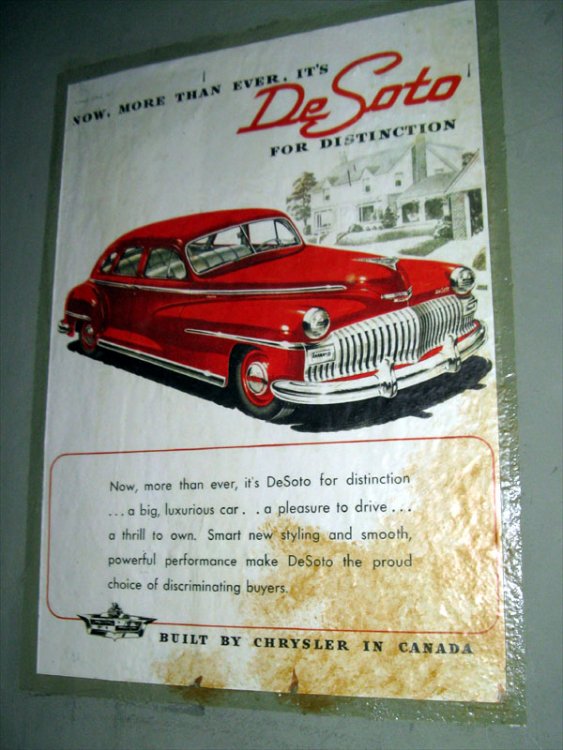 NOW, MORE THAN EVER, IT'S
DeSoto
FOR DISTINCTION
Now, more than ever, it's DeSoto for distinction
... a big, luxurious car . . a pleasure to drive ...
a thrill to own. Smart new styling and smooth,
powerful performance make DeSoto the proud
choice of discriminating buyers.
BUILT BY CHRYSLER IN CANADA